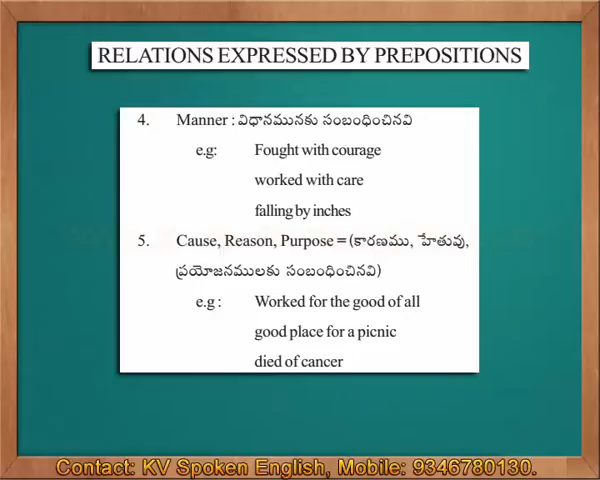 RELATIONS EXPRESSED BY PREPOSITIONS
4. Manner : విధానమునకు సంబంధించినవి
e.g: Fought with courage
worked with care
falling by inches
5. Cause, Reason, Purpose = (కారణము, హేతువు,
ప్రయోజనములకు సంబంధించినవి)
e.g : Worked for the good of all
good place for a picnic
died of cancer
Contact: KV Spoken English, Mobile: 9346780130.